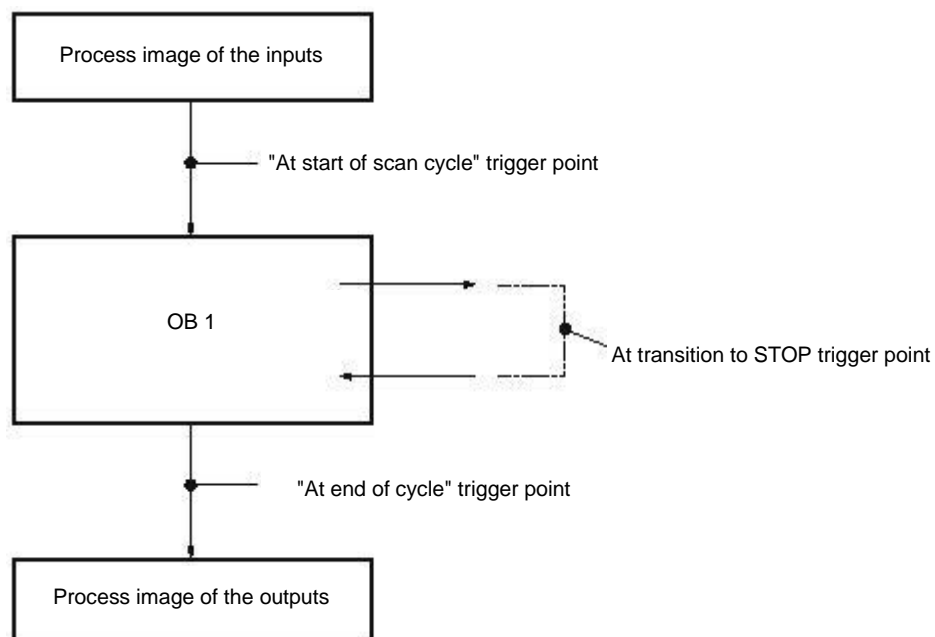 Process image of the inputs
"At start of scan cycle" trigger point
OB 1
At transition to STOP trigger point
"At end of cycle" trigger point
Process image of the outputs